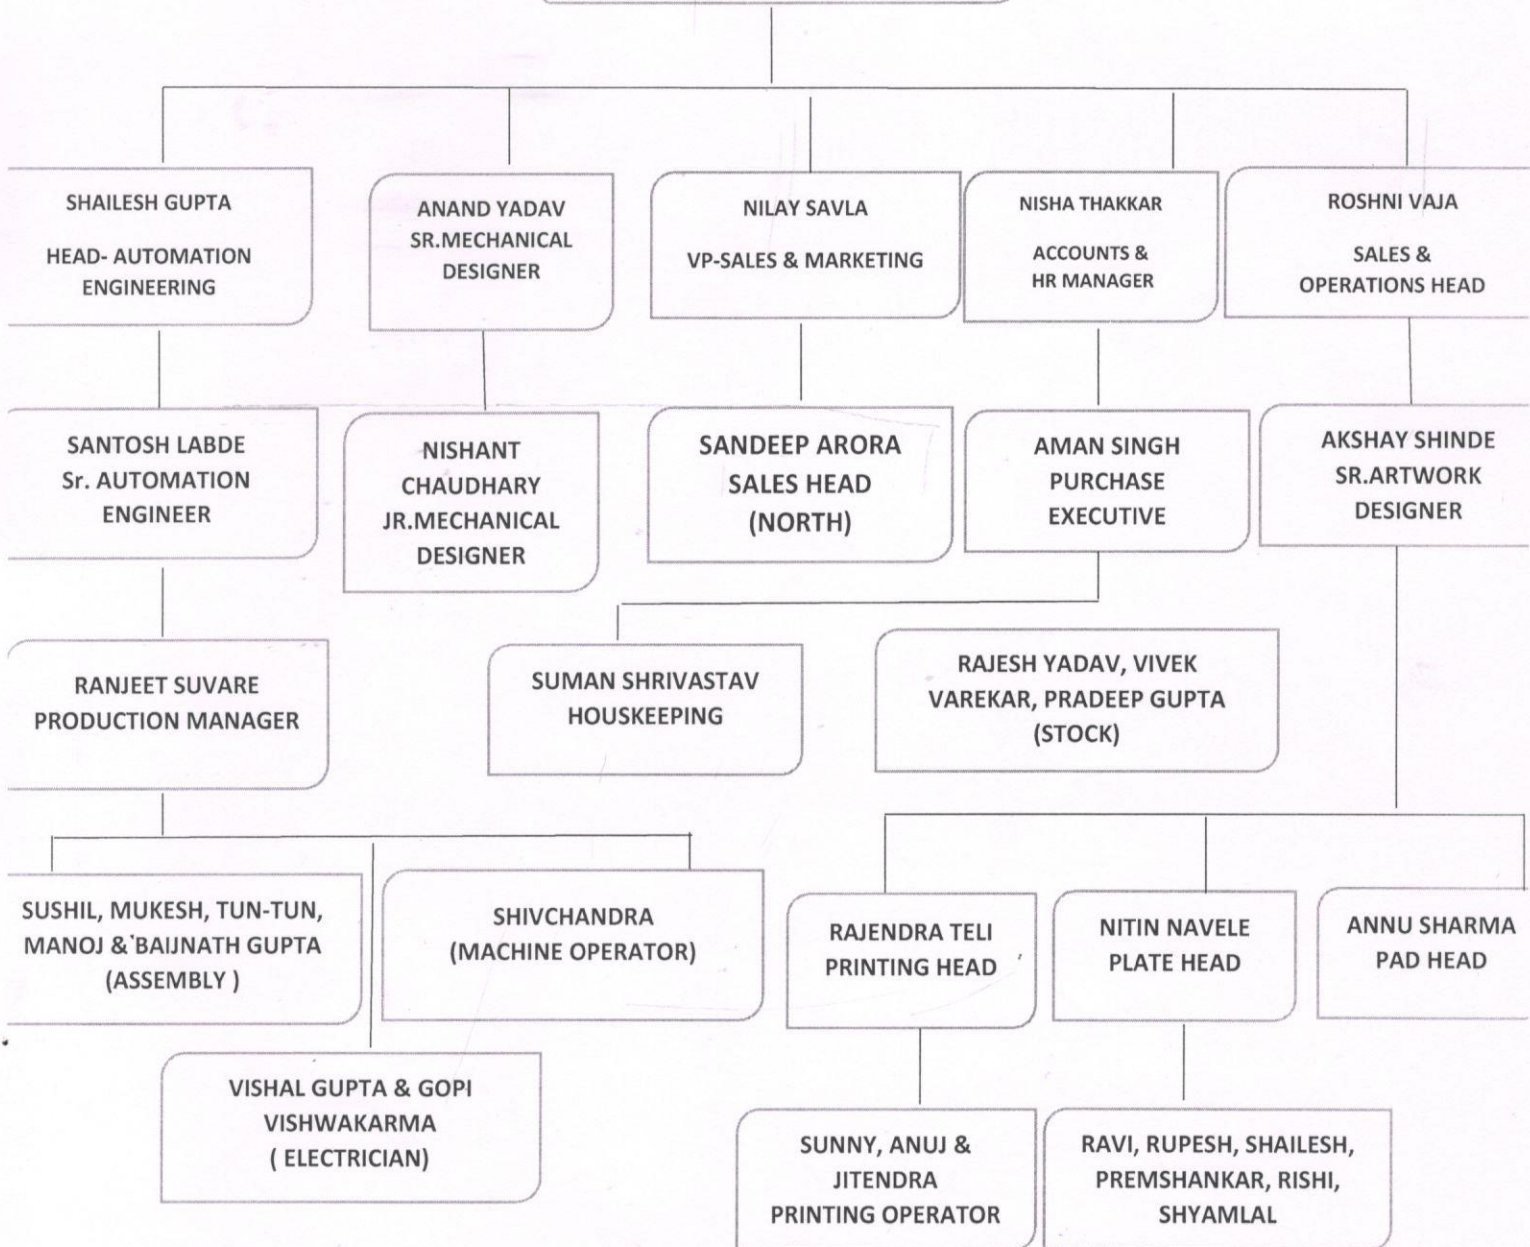 SHAILESH GUPTA
HEAD- AUTOMATION
ENGINEERING
ANAND YADAV
SR.MECHANICAL
DESIGNER
NILAY SAVLA
VP-SALES & MARKETING
NISHA THAKKAR
ACCOUNTS &
HR MANAGER
ROSHNI VAJA
SALES &
OPERATIONS HEAD
SANTOSH LABDE
Sr. AUTOMATION
ENGINEER
NISHANT
CHAUDHARY
JR.MECHANICAL
DESIGNER
SANDEEP ARORA
SALES HEAD
(NORTH)
AMAN SINGH
PURCHASE
EXECUTIVE
AKSHAY SHINDE
SR.ARTWORK
DESIGNER
RANJEET SUVARE
PRODUCTION MANAGER
SUMAN SHRIVASTAV
HOUSKEEPING
RAJESH YADAV, VIVEK
VAREKAR, PRADEEP GUPTA
(STOCK)
SUSHIL, MUKESH, TUN-TUN,
MANOJ & BAIJNATH GUPTA
(ASSEMBLY )
SHIVCHANDRA
(MACHINE OPERATOR)
RAJENDRA TELI
PRINTING HEAD
NITIN NAVELE
PLATE HEAD
ANNU SHARMA
PAD HEAD
VISHAL GUPTA & GOPI
VISHWAKARMA
( ELECTRICIAN)
SUNNY, ANUJ &
JITENDRA
PRINTING OPERATOR
RAVI, RUPESH, SHAILESH,
PREMSHANKAR, RISHI,
SHYAMLAL